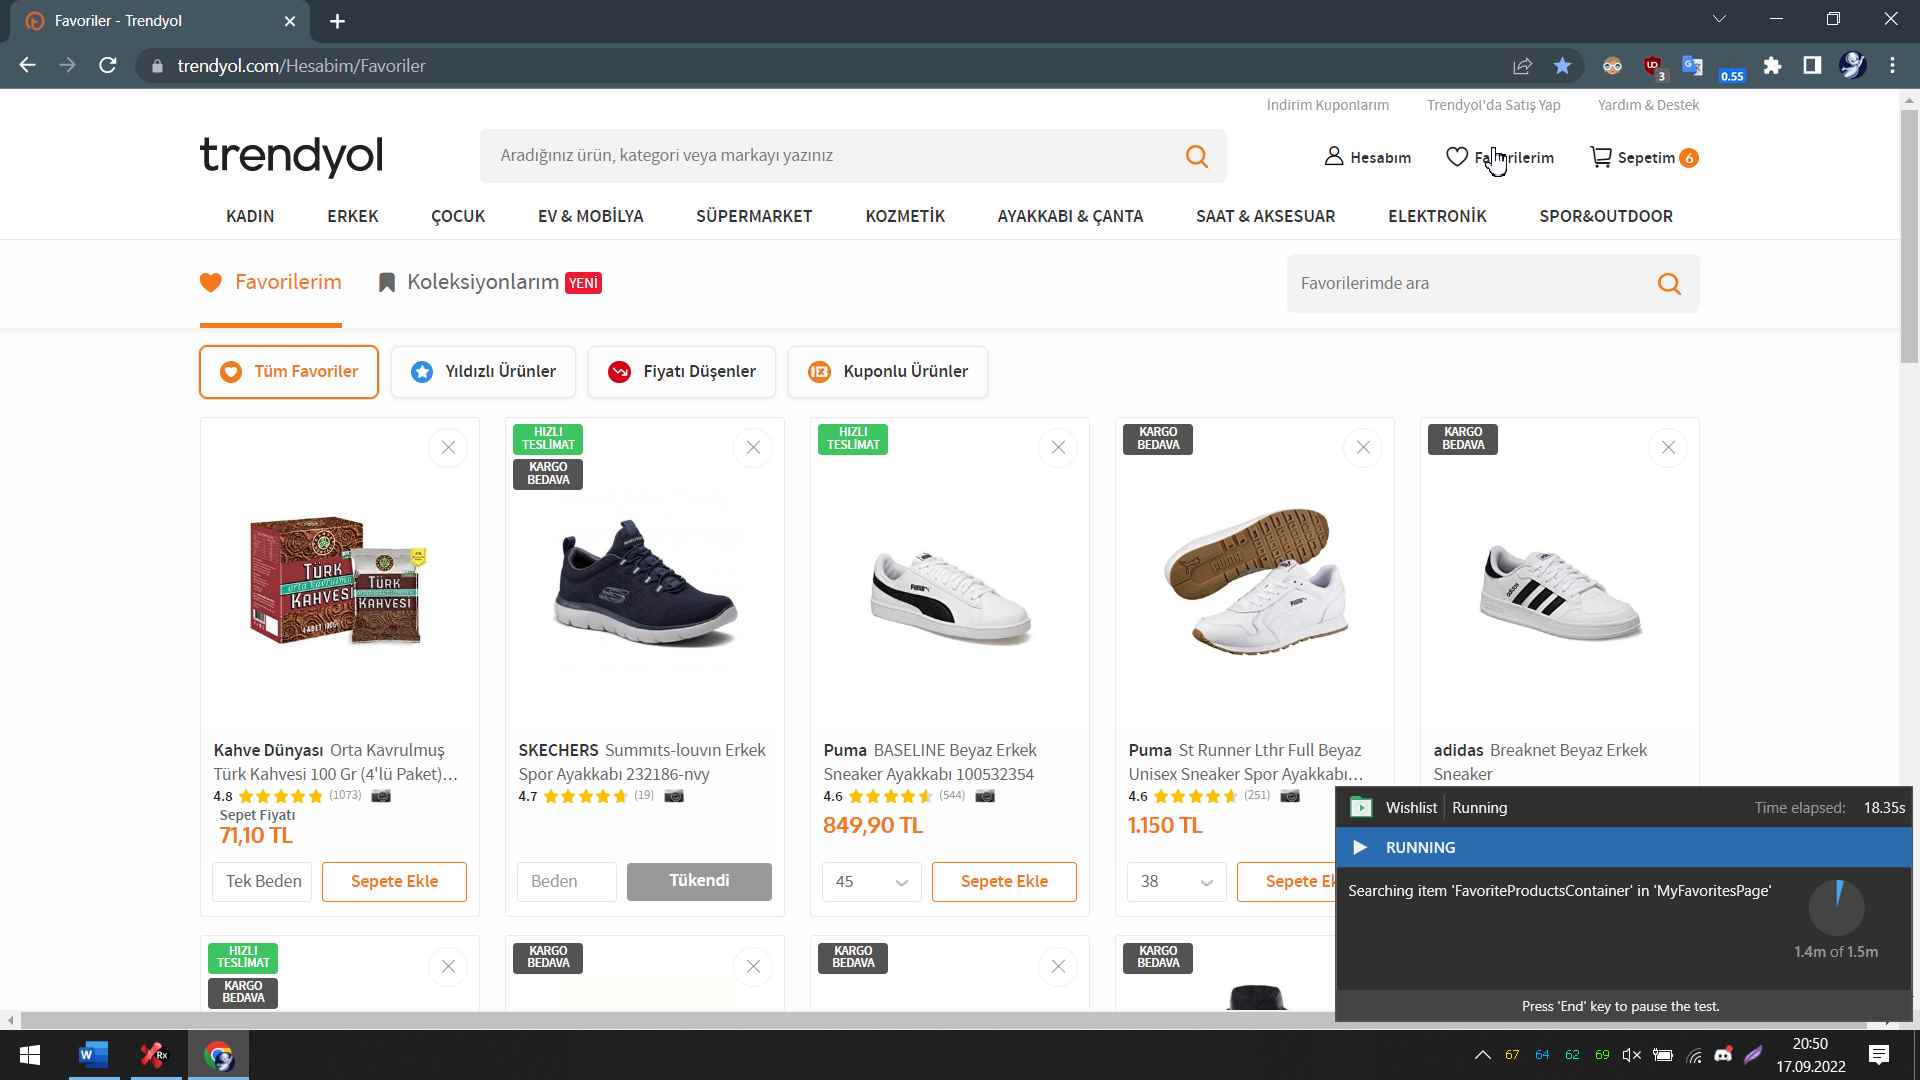 Favoriler - Trendyol
trendyol.com/Hesabim/Favoriler
3
0.55
İndirim Kuponlarım
Trendyol'da Satış Yap
Yardım & Destek
trendyol
Aradığınız ürün, kategori veya markayı yazınız
Hesabım
Favorilerim
Sepetim 6
KADIN
ERKEK
ÇOCUK
EV & MOBİLYA
SÜPERMARKET
KOZMETİK
AYAKKABI & ÇANTA
SAAT & AKSESUAR
ELEKTRONİK
SPOR&OUTDOOR
Favorilerim
Koleksiyonlarım YENİ
Favorilerimde ara
Tüm Favoriler
Yıldızlı Ürünler
Fiyatı Düşenler
Kuponlu Ürünler
TÜRK
orta kavrulmuş
KAHVESİ
TÜRK
KAHVESİ
Kahve Dünyası Orta Kavrulmuş
Türk Kahvesi 100 Gr (4'lü Paket)...
4.8 (1073)
Sepet Fiyatı
71,10 TL
Tek Beden
Sepete Ekle
HIZLI
TESLİMAT
KARGO
BEDAVA
SKECHERS Summıts-louvın Erkek
Spor Ayakkabı 232186-nvy
4.7 (19)
Beden
Tükendi
HIZLI
TESLİMAT
Puma BASELINE Beyaz Erkek
Sneaker Ayakkabı 100532354
4.6 (544)
849,90 TL
45
Sepete Ekle
KARGO
BEDAVA
Puma St Runner Lthr Full Beyaz
Unisex Sneaker Spor Ayakkabı...
4.6 (251)
1.150 TL
38
Sepete Ek
KARGO
BEDAVA
adidas Breaknet Beyaz Erkek
Sneaker
HIZLI
TESLİMAT
KARGO
BEDAVA
KARGO
BEDAVA
KARGO
BEDAVA
KARGO
BEDAVA
Wishlist Running
Time elapsed: 18.35s
RUNNING
Searching item 'FavoriteProductsContainer' in 'MyFavoritesPage'
1.4m of 1.5m
Press 'End' key to pause the test.
67 64 62 69
20:50
17.09.2022